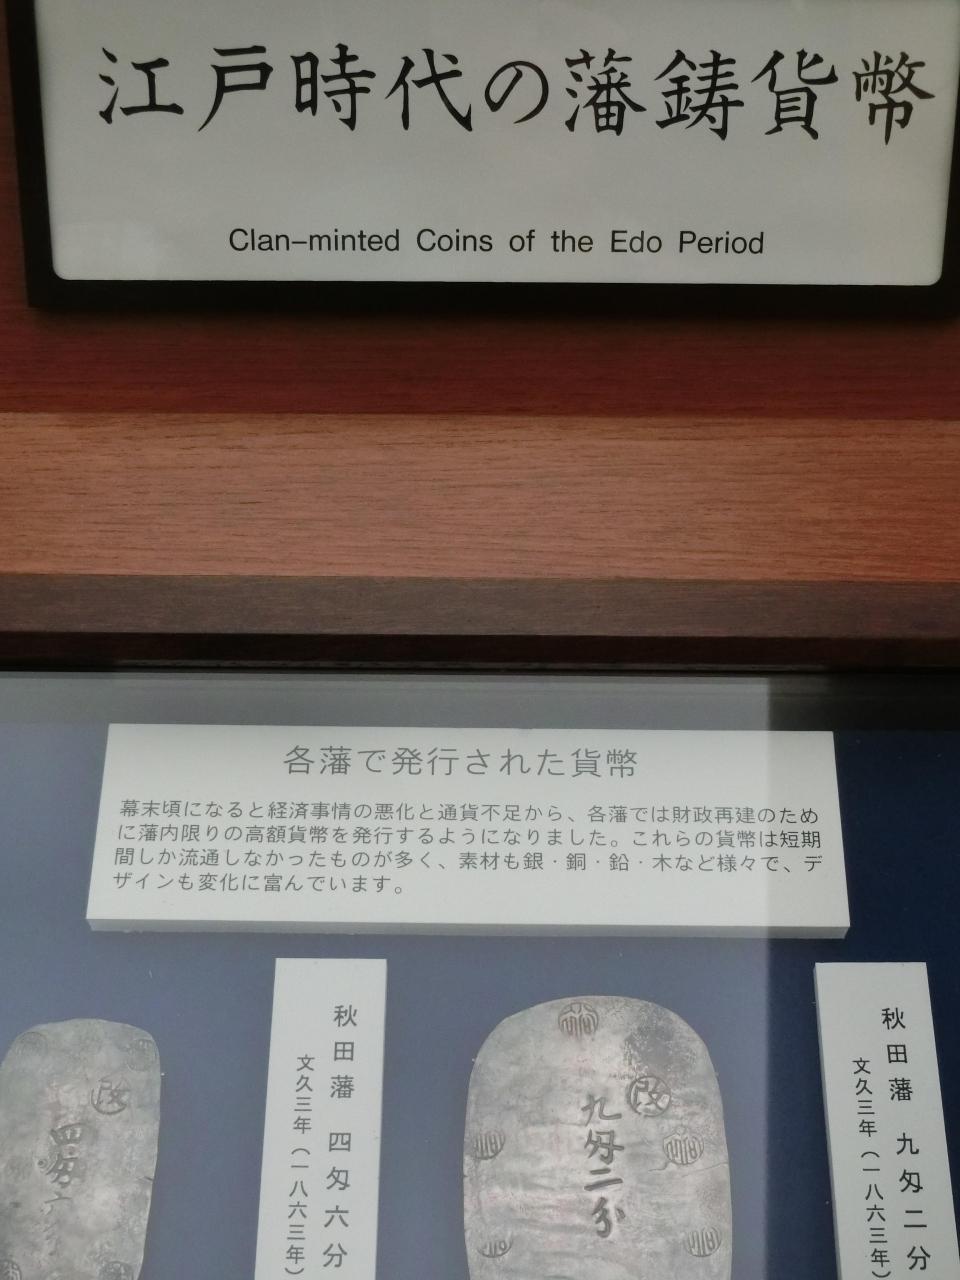 江戸時代の藩鋳貨幣
Clan-minted Coins of the Edo Period
各藩で発行された貨幣
幕末頃になると経済事情の悪化と通貨不足から、各藩では財政再建のため
に藩内限りの高額貨幣を発行するようになりました。これらの貨幣は短期
間しか流通しなかったものが多く、素材も銀・銅・鉛・木など様々で、デ
ザインも変化に富んでいます。
秋田藩 九匁二分
文久三年（一八六三年）
改
九匁二分
秋田藩 四匁六分
文久三年（一八六三年）
改
四匁六